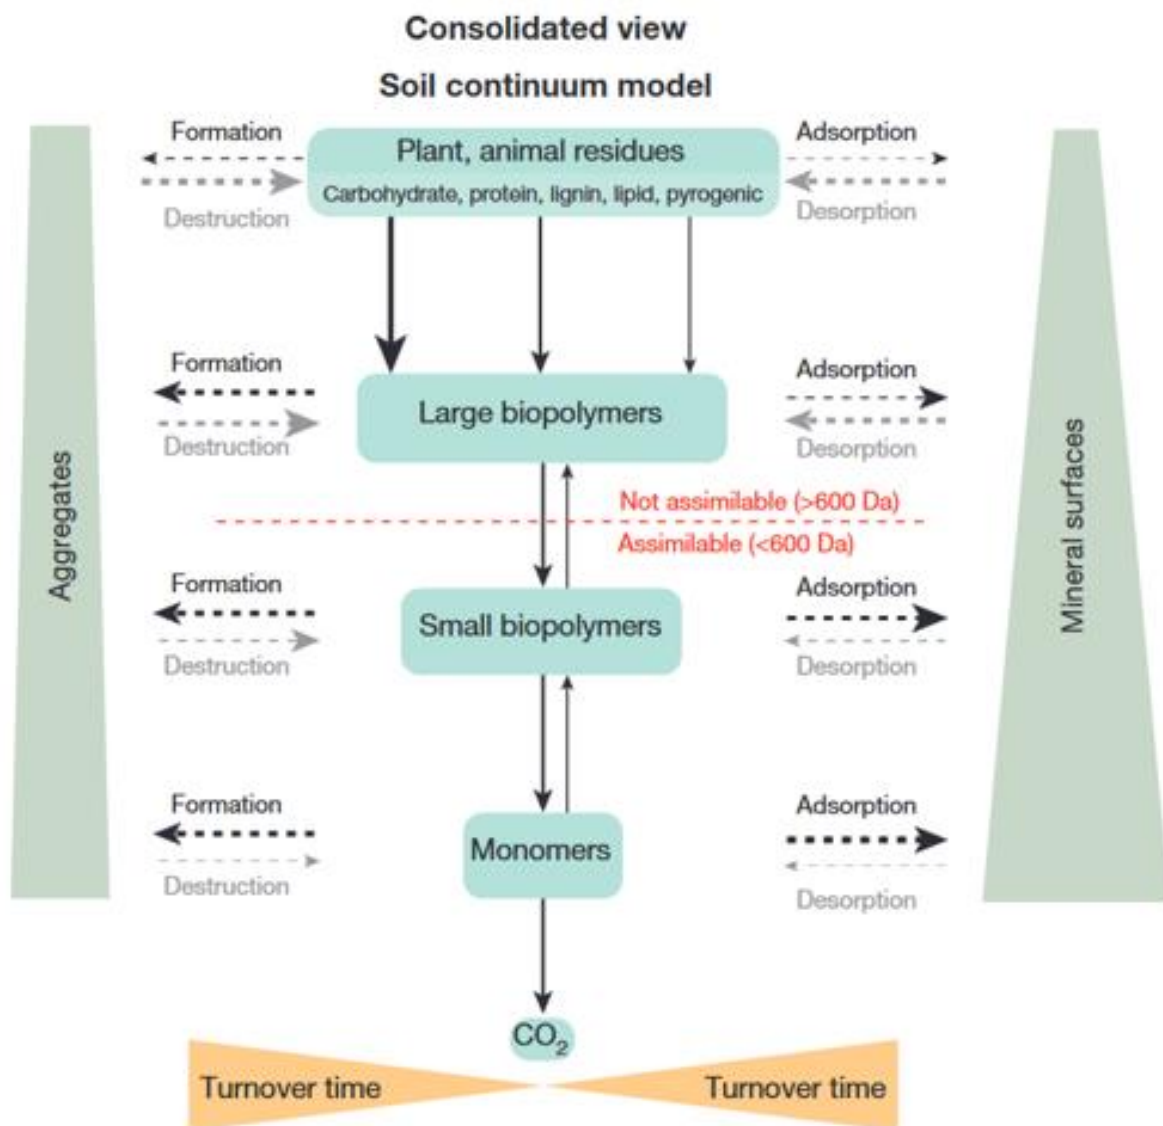 Consolidated view
Soil continuum model
Formation
Plant, animal residues
Adsorption
Carbohydrate, protein, lignin, lipid, pyrogenic
Destruction
Desorption
Formation
Adsorption
Large biopolymers
Destruction
Desorption
Not assimilable (>600 Da)
Assimilable (<600 Da)
Aggregates
Mineral surfaces
Formation
Adsorption
Small biopolymers
Destruction
Desorption
Formation
Adsorption
Monomers
Destruction
Desorption
CO₂
Turnover time
Turnover time